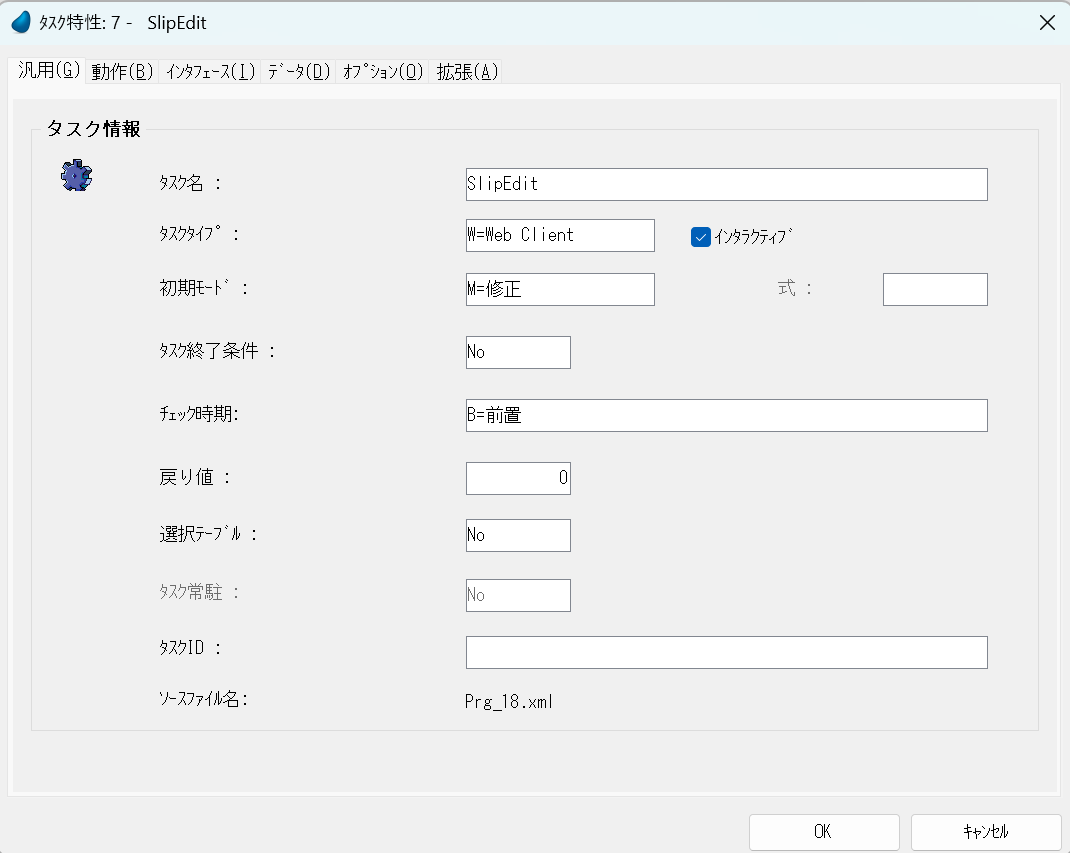 ﾀｽｸ特性: 7 - SlipEdit
汎用(G) 動作(B) ｲﾝﾀﾌｪｰｽ(I) ﾃﾞｰﾀ(D) ｵﾌﾟｼｮﾝ(O) 拡張(A)
タスク情報
ﾀｽｸ名 : SlipEdit
ﾀｽｸﾀｲﾌﾟ : W=Web Client ｲﾝﾀﾗｸﾃｨﾌﾞ
初期ﾓｰﾄﾞ : M=修正 式 :
ﾀｽｸ終了条件 : No
ﾁｪｯｸ時期: B=前置
戻り値 : 0
選択ﾃｰﾌﾞﾙ : No
ﾀｽｸ常駐 : No
ﾀｽｸID :
ｿｰｽﾌｧｲﾙ名: Prg_18.xml
OK ｷｬﾝｾﾙ